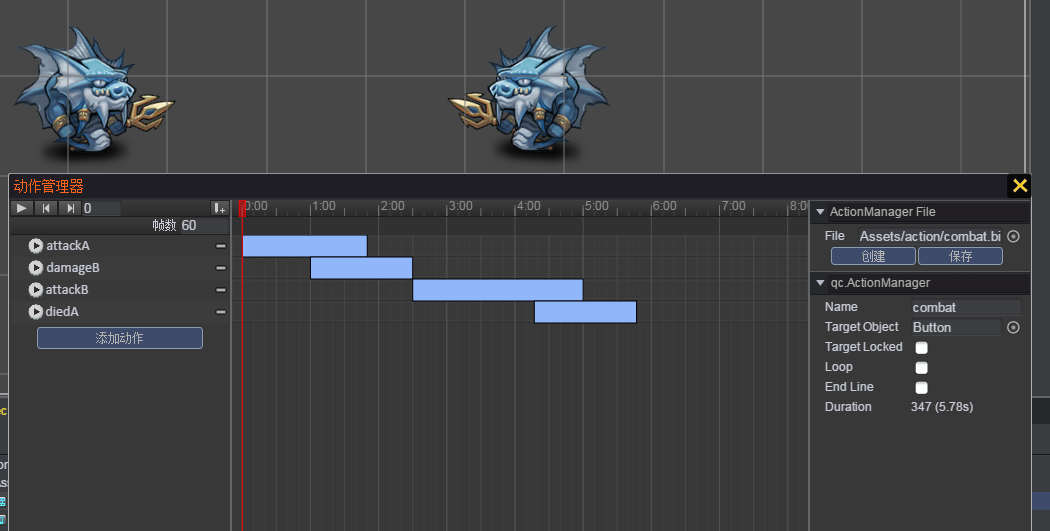 动作管理器
0
0:00 1:00 2:00 3:00 4:00 5:00 6:00 7:00 8:0
帧数 60
attackA
damageB
attackB
diedA
添加动作
ActionManager File
File Assets/action/combat.bi
创建 保存
qc.ActionManager
Name combat
Target Object Button
Target Locked
Loop
End Line
Duration 347 (5.78s)